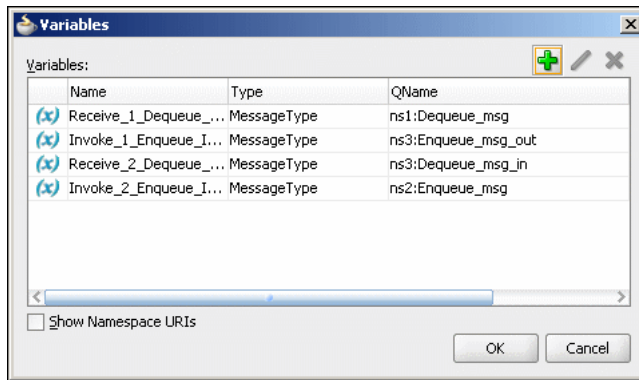 Variables
Variables:
Name Type QName
(x) Receive_1_Dequeue_... MessageType ns1:Dequeue_msg
(x) Invoke_1_Enqueue_I... MessageType ns3:Enqueue_msg_out
(x) Receive_2_Dequeue_... MessageType ns3:Dequeue_msg_in
(x) Invoke_2_Enqueue_I... MessageType ns2:Enqueue_msg
Show Namespace URIs
OK Cancel